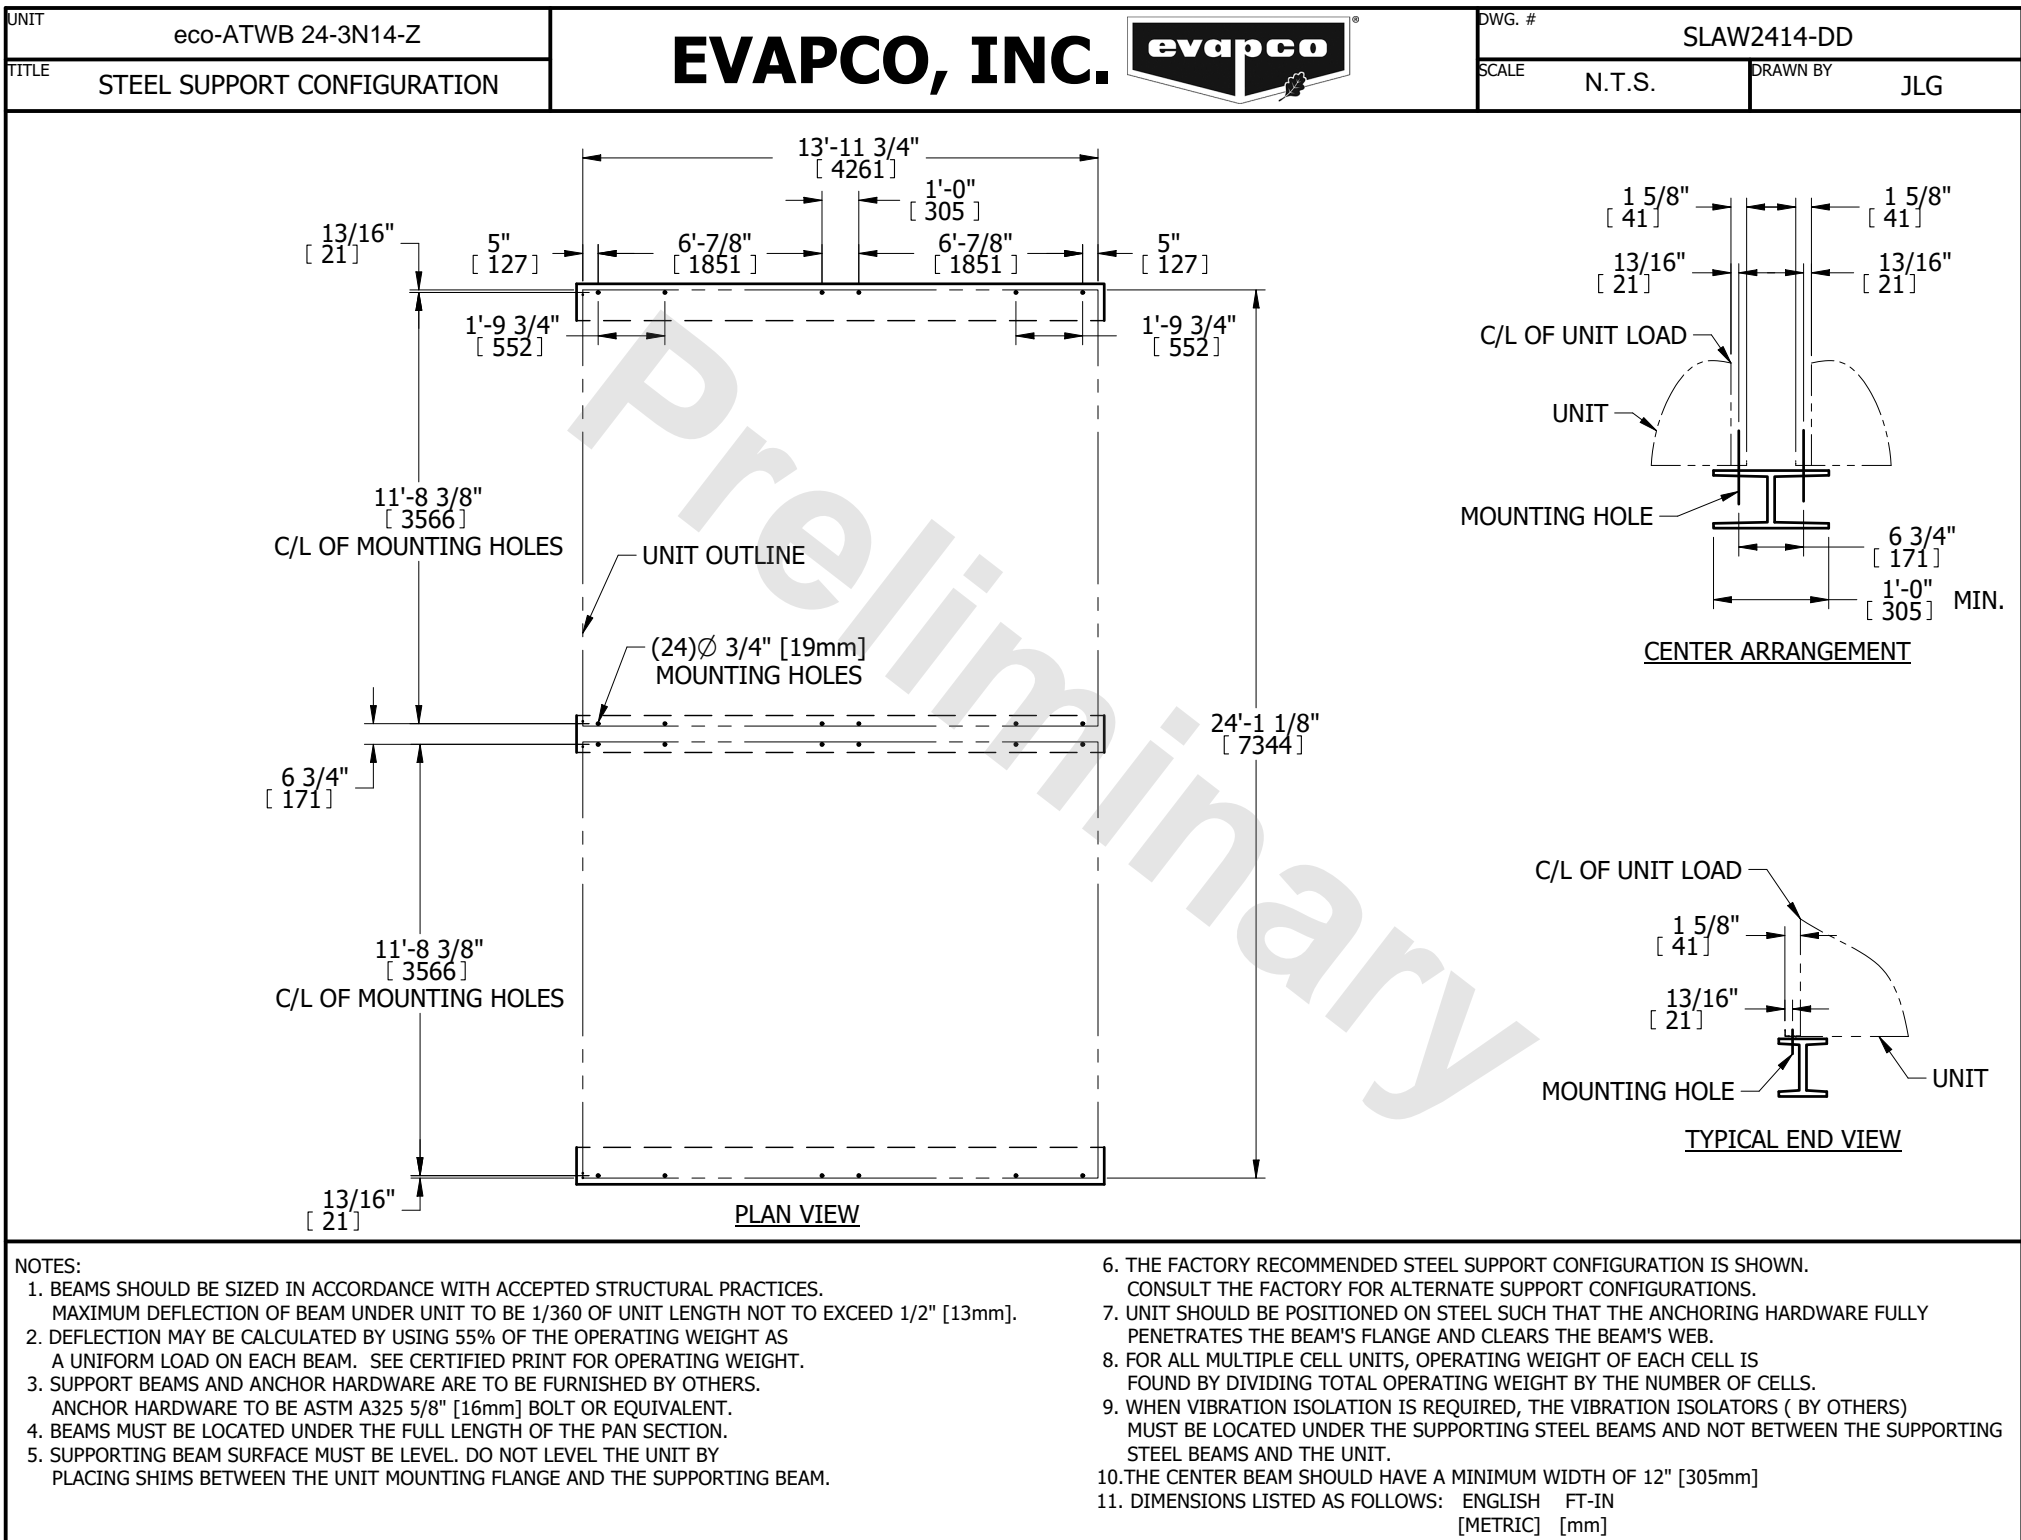 UNIT
eco-ATWB 24-3N14-Z
TITLE
STEEL SUPPORT CONFIGURATION
EVAPCO, INC.
evapco
®
DWG. #
SLAW2414-DD
SCALE
N.T.S.
DRAWN BY
JLG
13'-11 3/4"
[ 4261 ]
1'-0"
[ 305 ]
13/16"
[ 21 ]
5"
[ 127 ]
6'-7/8"
[ 1851 ]
6'-7/8"
[ 1851 ]
5"
[ 127 ]
1'-9 3/4"
[ 552 ]
1'-9 3/4"
[ 552 ]
11'-8 3/8"
[ 3566 ]
C/L OF MOUNTING HOLES
UNIT OUTLINE
(24)Ø 3/4" [19mm]
MOUNTING HOLES
6 3/4"
[ 171 ]
24'-1 1/8"
[ 7344 ]
11'-8 3/8"
[ 3566 ]
C/L OF MOUNTING HOLES
13/16"
[ 21 ]
PLAN VIEW
Preliminary
1 5/8"
[ 41 ]
1 5/8"
[ 41 ]
13/16"
[ 21 ]
13/16"
[ 21 ]
C/L OF UNIT LOAD
UNIT
MOUNTING HOLE
6 3/4"
[ 171 ]
1'-0"
[ 305 ] MIN.
CENTER ARRANGEMENT
C/L OF UNIT LOAD
1 5/8"
[ 41 ]
13/16"
[ 21 ]
MOUNTING HOLE
UNIT
TYPICAL END VIEW
NOTES:
1. BEAMS SHOULD BE SIZED IN ACCORDANCE WITH ACCEPTED STRUCTURAL PRACTICES.
MAXIMUM DEFLECTION OF BEAM UNDER UNIT TO BE 1/360 OF UNIT LENGTH NOT TO EXCEED 1/2" [13mm].
2. DEFLECTION MAY BE CALCULATED BY USING 55% OF THE OPERATING WEIGHT AS
A UNIFORM LOAD ON EACH BEAM. SEE CERTIFIED PRINT FOR OPERATING WEIGHT.
3. SUPPORT BEAMS AND ANCHOR HARDWARE ARE TO BE FURNISHED BY OTHERS.
ANCHOR HARDWARE TO BE ASTM A325 5/8" [16mm] BOLT OR EQUIVALENT.
4. BEAMS MUST BE LOCATED UNDER THE FULL LENGTH OF THE PAN SECTION.
5. SUPPORTING BEAM SURFACE MUST BE LEVEL. DO NOT LEVEL THE UNIT BY
PLACING SHIMS BETWEEN THE UNIT MOUNTING FLANGE AND THE SUPPORTING BEAM.
6. THE FACTORY RECOMMENDED STEEL SUPPORT CONFIGURATION IS SHOWN.
CONSULT THE FACTORY FOR ALTERNATE SUPPORT CONFIGURATIONS.
7. UNIT SHOULD BE POSITIONED ON STEEL SUCH THAT THE ANCHORING HARDWARE FULLY
PENETRATES THE BEAM'S FLANGE AND CLEARS THE BEAM'S WEB.
8. FOR ALL MULTIPLE CELL UNITS, OPERATING WEIGHT OF EACH CELL IS
FOUND BY DIVIDING TOTAL OPERATING WEIGHT BY THE NUMBER OF CELLS.
9. WHEN VIBRATION ISOLATION IS REQUIRED, THE VIBRATION ISOLATORS ( BY OTHERS)
MUST BE LOCATED UNDER THE SUPPORTING STEEL BEAMS AND NOT BETWEEN THE SUPPORTING
STEEL BEAMS AND THE UNIT.
10.THE CENTER BEAM SHOULD HAVE A MINIMUM WIDTH OF 12" [305mm]
11. DIMENSIONS LISTED AS FOLLOWS: ENGLISH FT-IN
[METRIC] [mm]